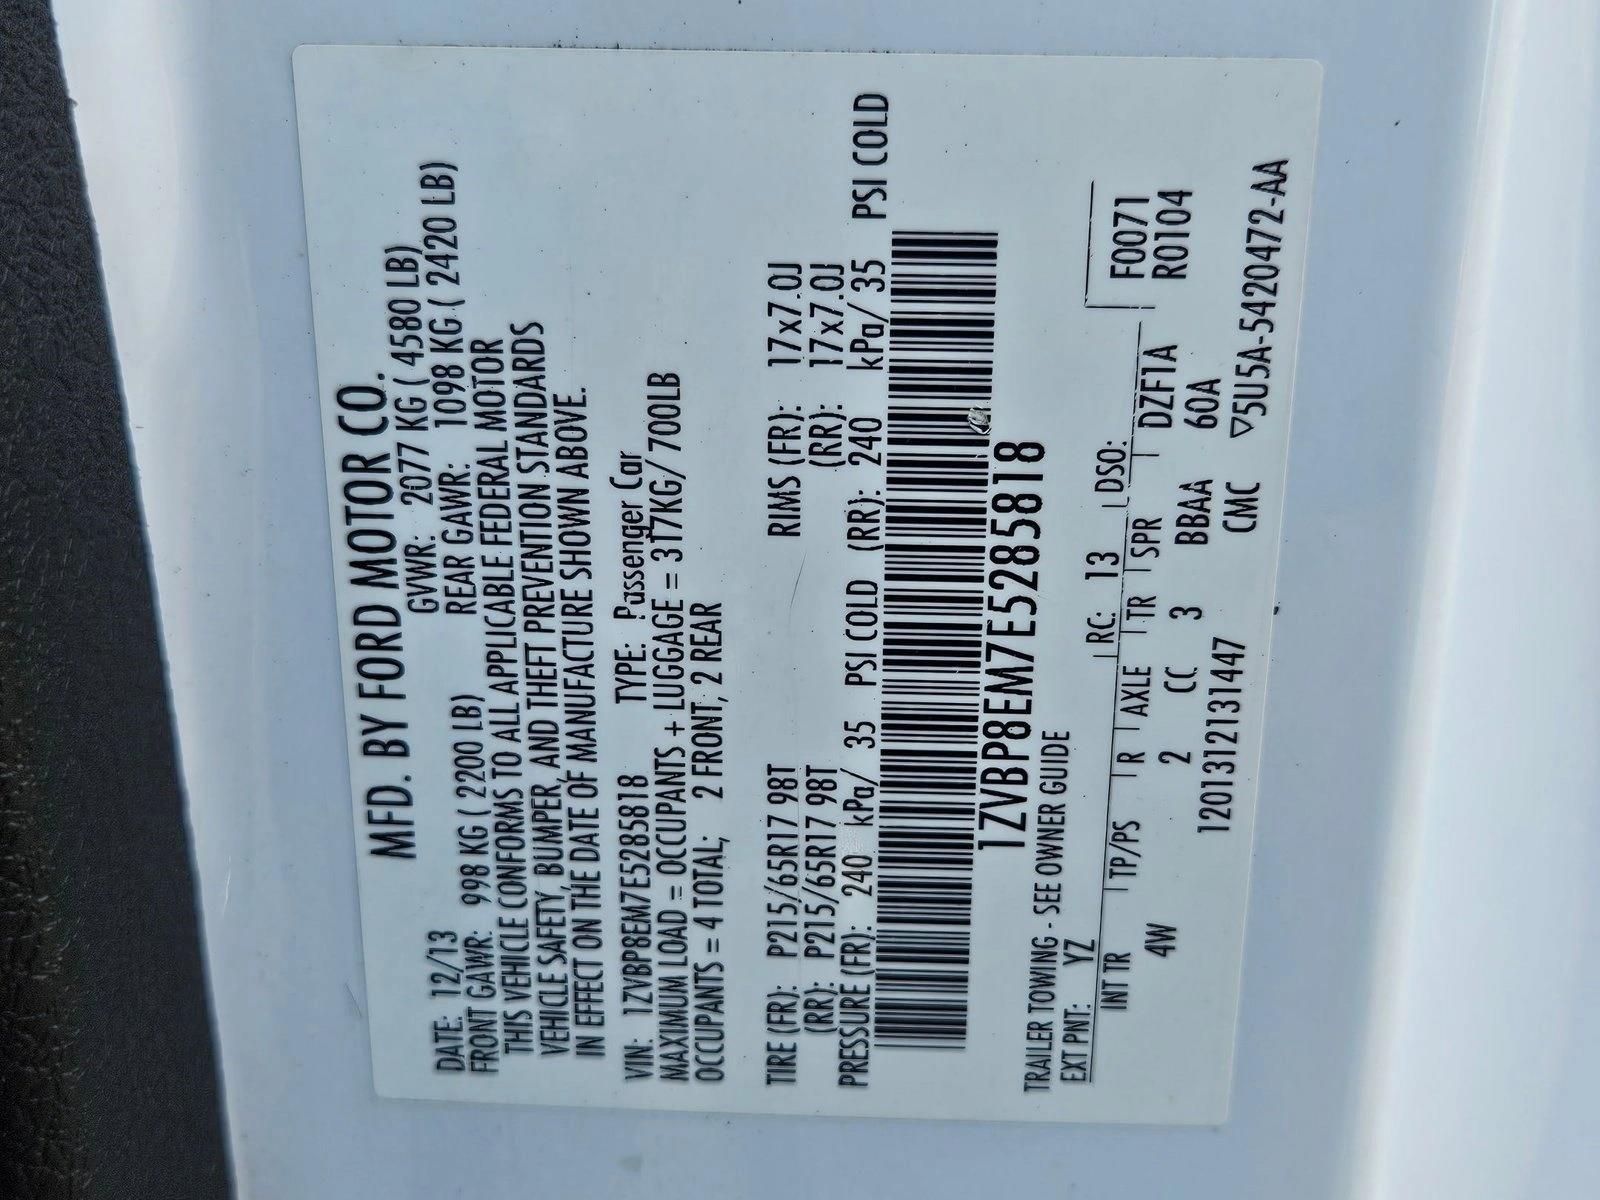 MFD. BY FORD MOTOR CO.
DATE: 12/13 GVWR: 2077 KG ( 4580 LB)
FRONT GAWR: 998 KG ( 2200 LB) REAR GAWR: 1098 KG ( 2420 LB)
THIS VEHICLE CONFORMS TO ALL APPLICABLE FEDERAL MOTOR
VEHICLE SAFETY, BUMPER, AND THEFT PREVENTION STANDARDS
IN EFFECT ON THE DATE OF MANUFACTURE SHOWN ABOVE.
VIN: 1ZVBP8EM7E5285818 TYPE: Passenger Car
MAXIMUM LOAD = OCCUPANTS + LUGGAGE = 317KG/ 700LB
OCCUPANTS = 4 TOTAL; 2 FRONT, 2 REAR
TIRE (FR): P215/65R17 98T RIMS (FR): 17x7.0J
(RR): P215/65R17 98T (RR): 17x7.0J
PRESSURE (FR): 240 kPa/ 35 PSI COLD (RR): 240 kPa/ 35 PSI COLD
1ZVBP8EM7E5285818
TRAILER TOWING - SEE OWNER GUIDE
EXT PNT: YZ RC: 13 DSO: F0071
INT TR TP/PS R AXLE TR SPR R0104
4W 2 CC 3 BBAA DZF1A
60A
1201312131447 CMC ▽5U5A-5420472-AA